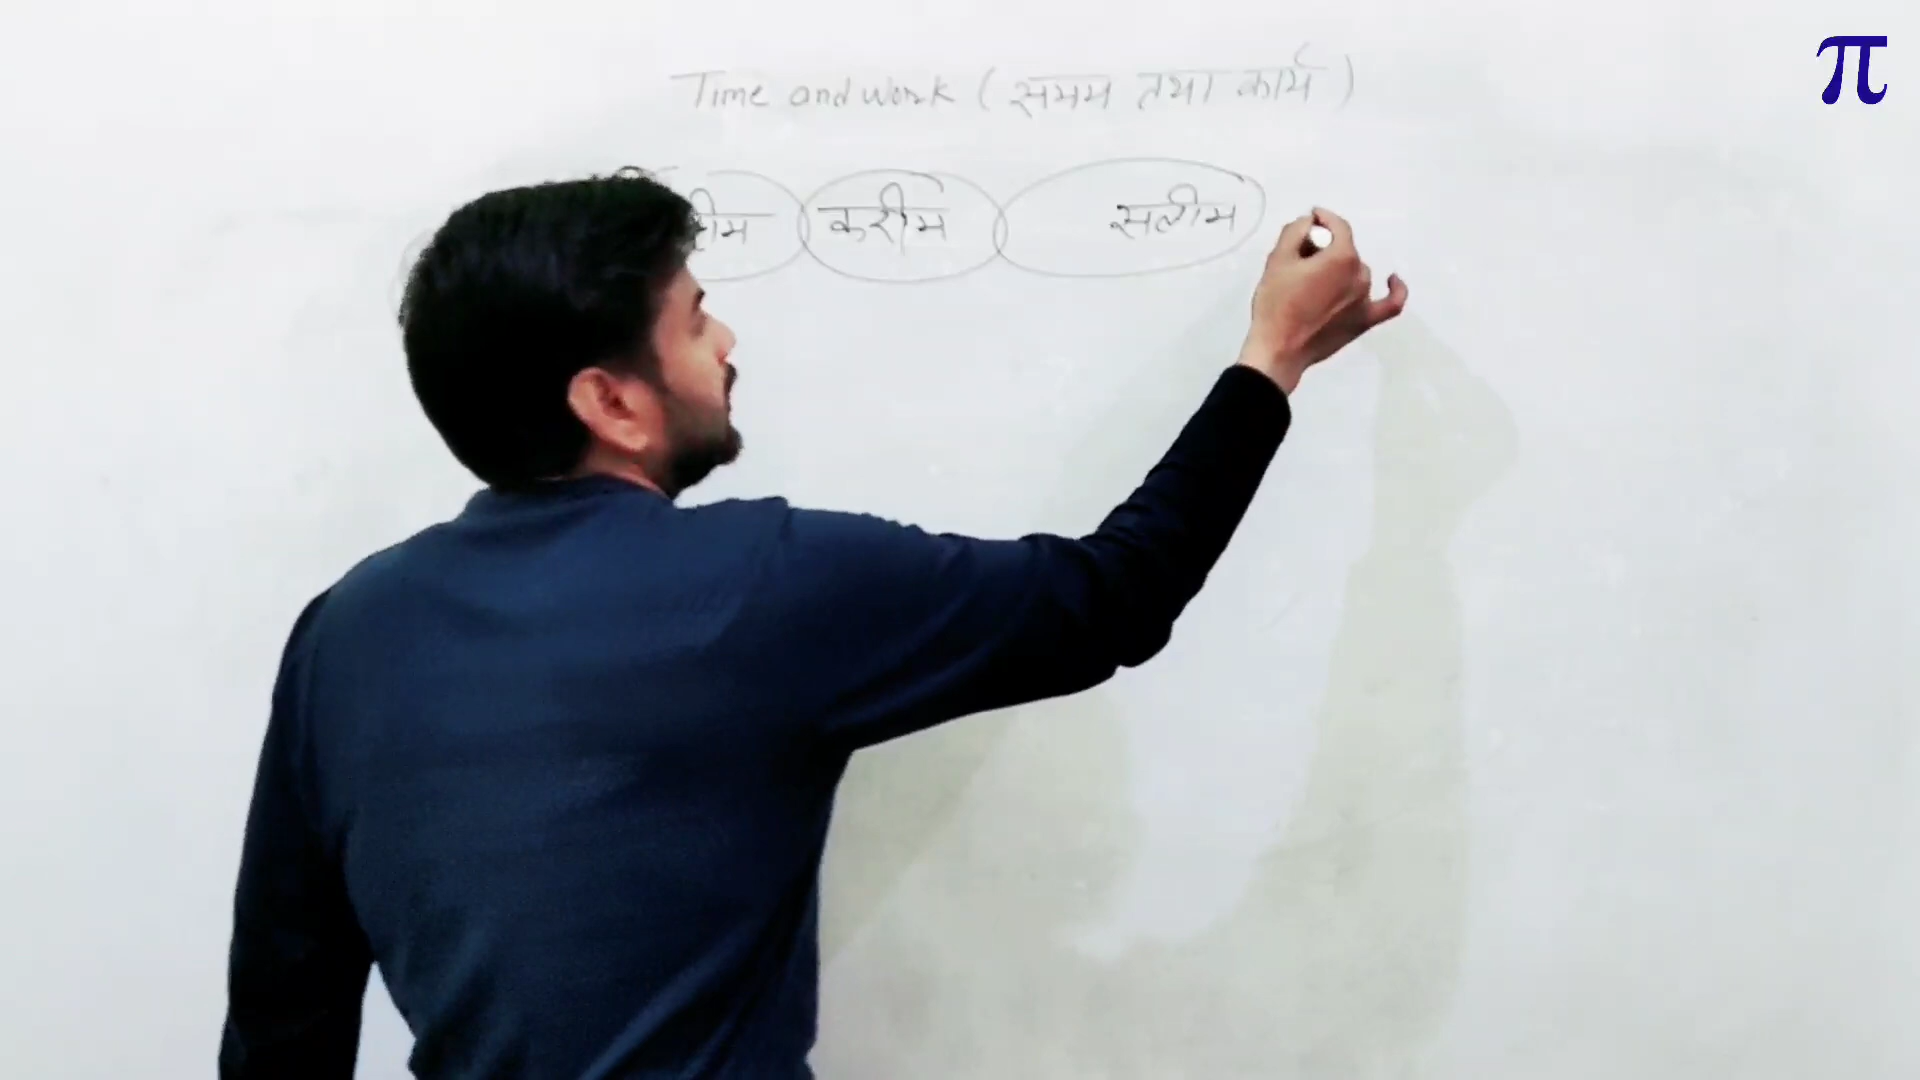 Time and work ( समय तथा कार्य )
करीम सलीम
π